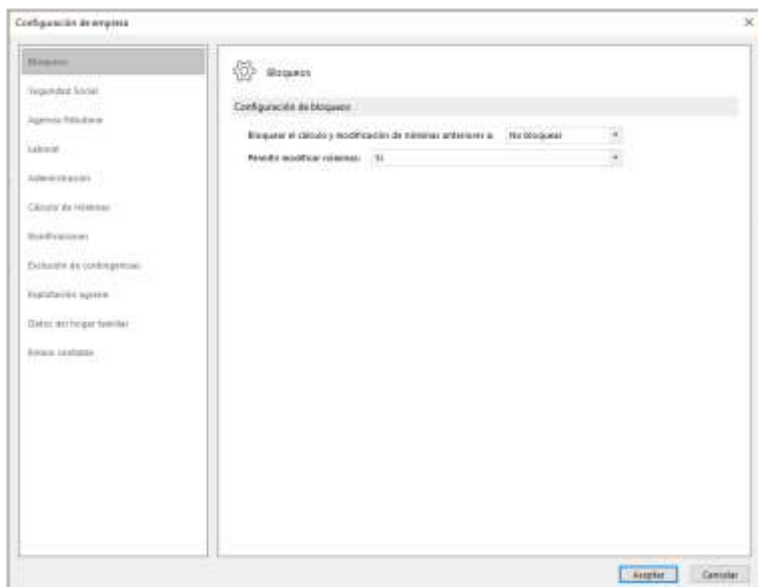 Configuración de empresa
Bloqueos
Seguridad Social
Agencia Tributaria
Laboral
Administración
Cálculo de nóminas
Bonificaciones
Exclusión de contingencias
Explotación agraria
Datos del hogar familiar
Enlace contable
Bloqueos
Configuración de bloqueos
Bloquear el cálculo y modificación de nóminas anteriores a: No bloquear
Permitir modificar nóminas: Sí
Aceptar Cancelar